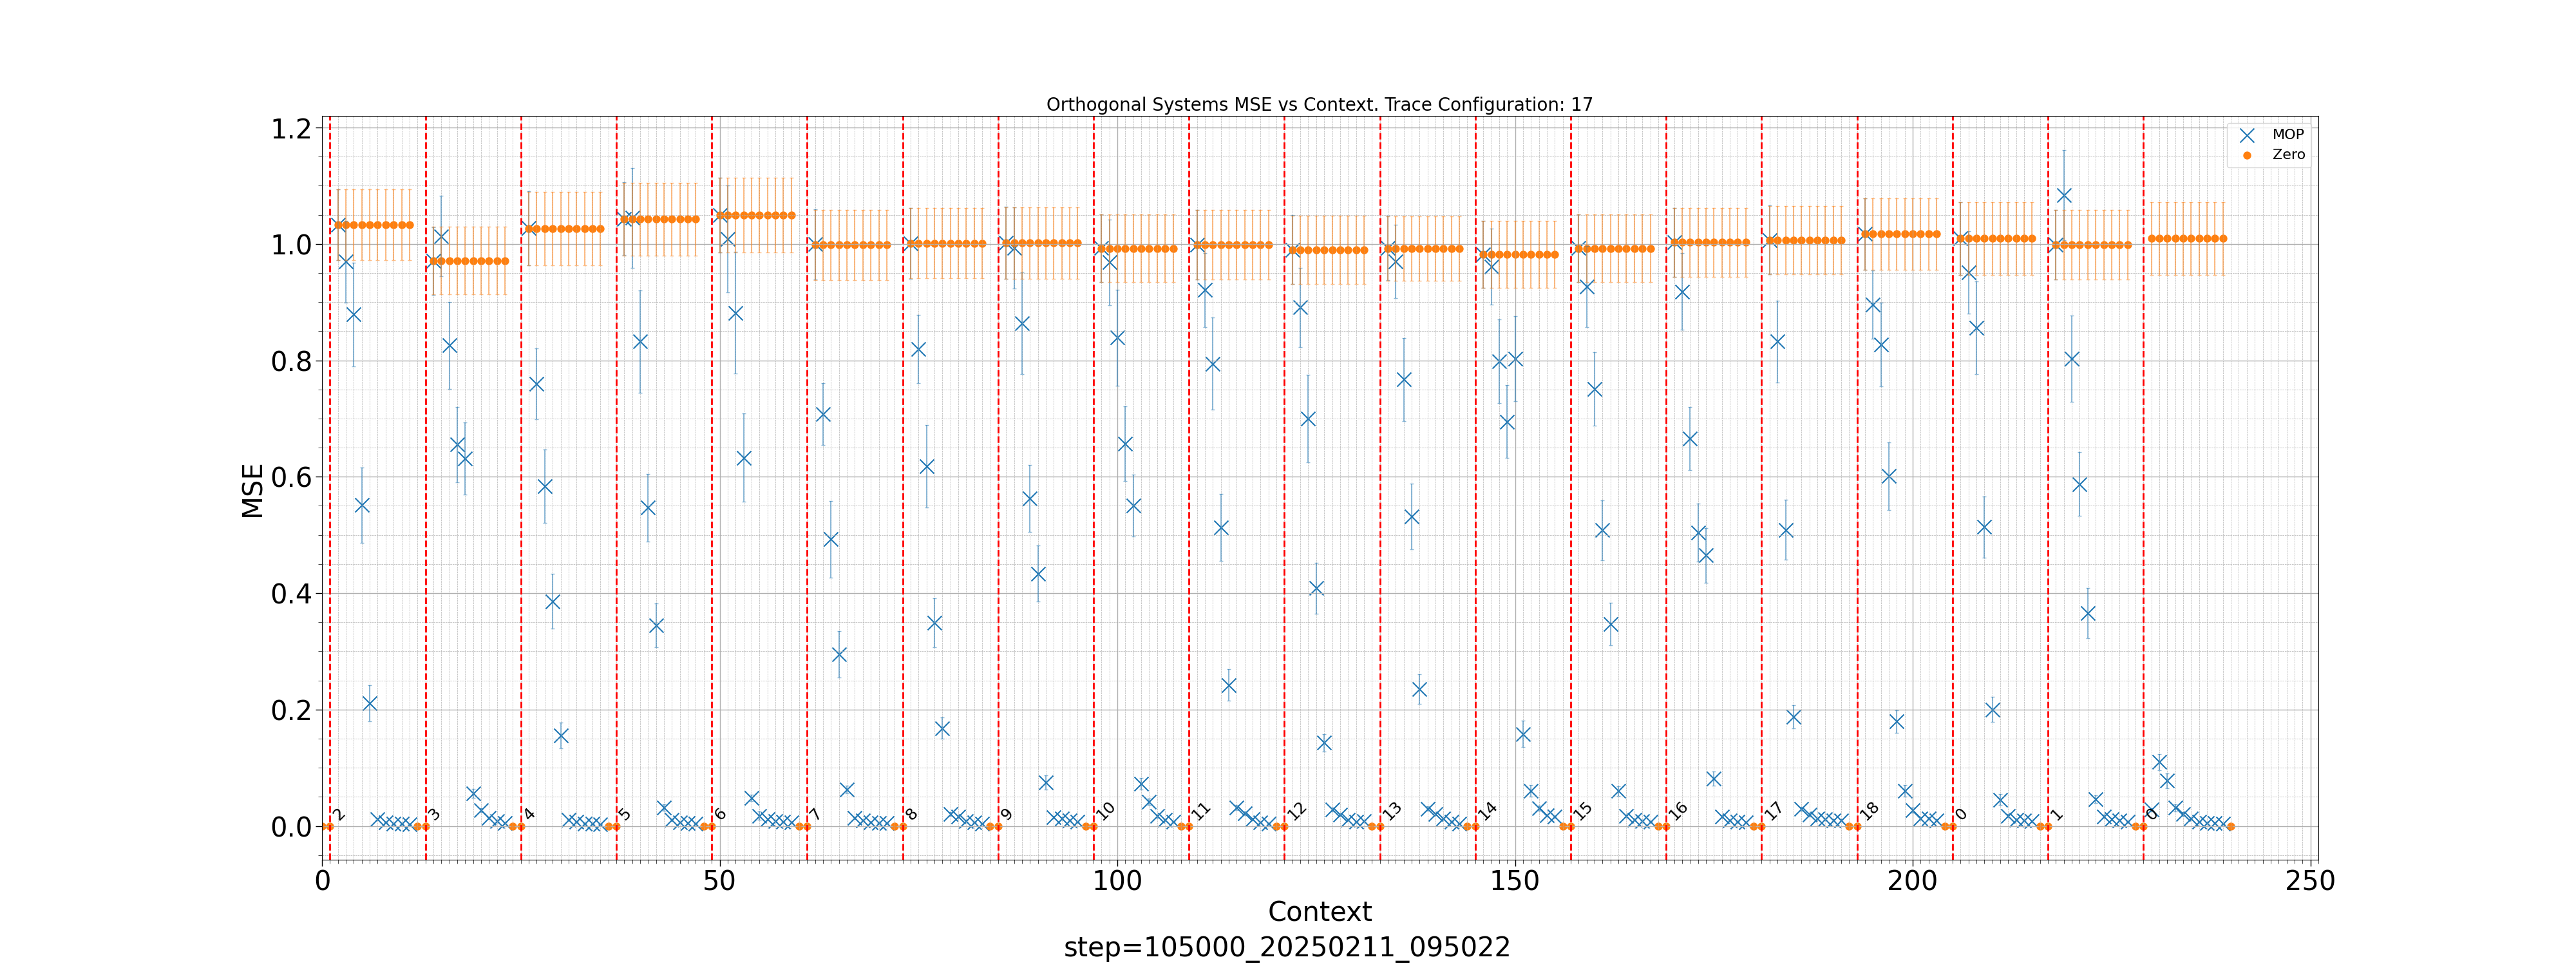 Orthogonal Systems MSE vs Context. Trace Configuration: 17
MOP
Zero
MSE
1.2
1.0
0.8
0.6
0.4
0.2
0.0
2 3 4 5 6 7 8 9 10 11 12 13 14 15 16 17 18 0 1 0
0 50 100 150 200 250
Context
step=105000_20250211_095022